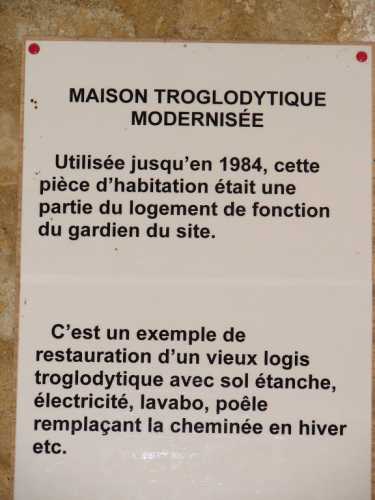 MAISON TROGLODYTIQUE
MODERNISÉE
Utilisée jusqu'en 1984, cette
pièce d'habitation était une
partie du logement de fonction
du gardien du site.
C'est un exemple de
restauration d'un vieux logis
troglodytique avec sol étanche,
électricité, lavabo, poêle
remplaçant la cheminée en hiver
etc.